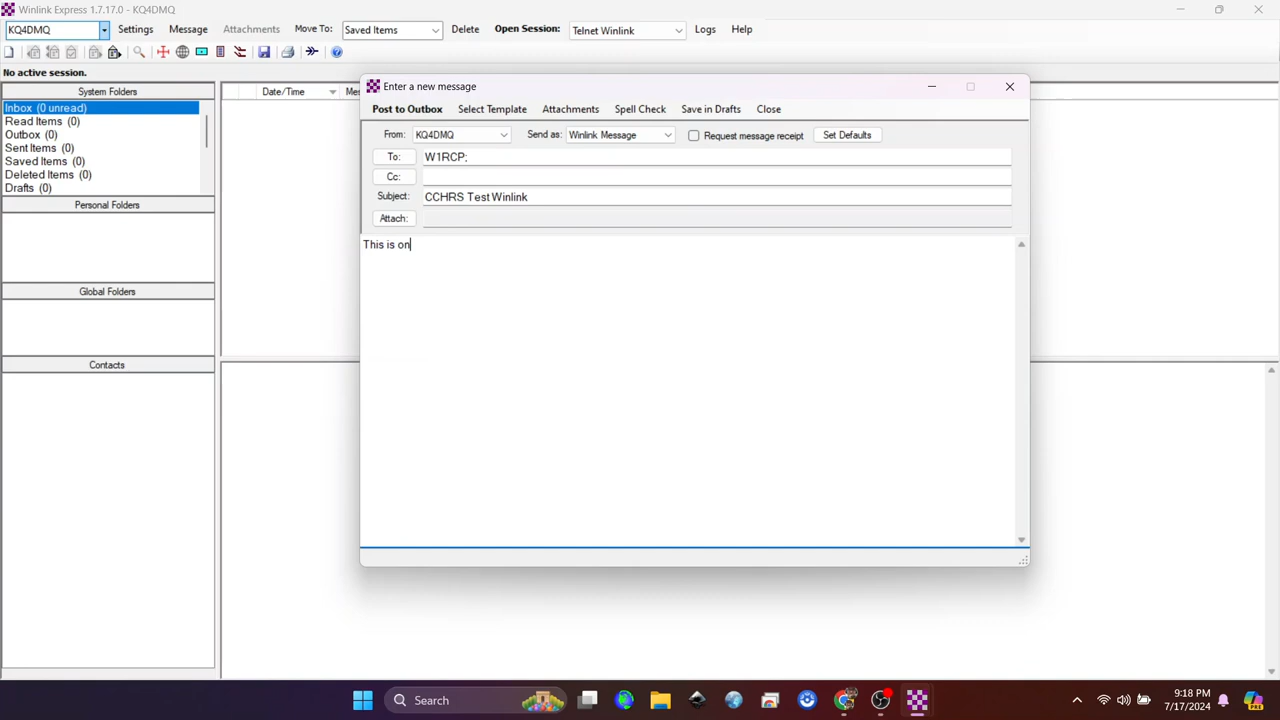 Winlink Express 1.7.17.0 - KQ4DMQ
KQ4DMQ Settings Message Attachments Move To: Saved Items Delete Open Session: Telnet Winlink Logs Help
No active session.
System Folders
Inbox (0 unread)
Read Items (0)
Outbox (0)
Sent Items (0)
Saved Items (0)
Deleted Items (0)
Drafts (0)
Personal Folders
Global Folders
Contacts
Date/Time Mes
Enter a new message
Post to Outbox Select Template Attachments Spell Check Save in Drafts Close
From: KQ4DMQ Send as: Winlink Message Request message receipt Set Defaults
To: W1RCP;
Cc:
Subject: CCHRS Test Winlink
Attach:
This is on
Search
9:18 PM
7/17/2024